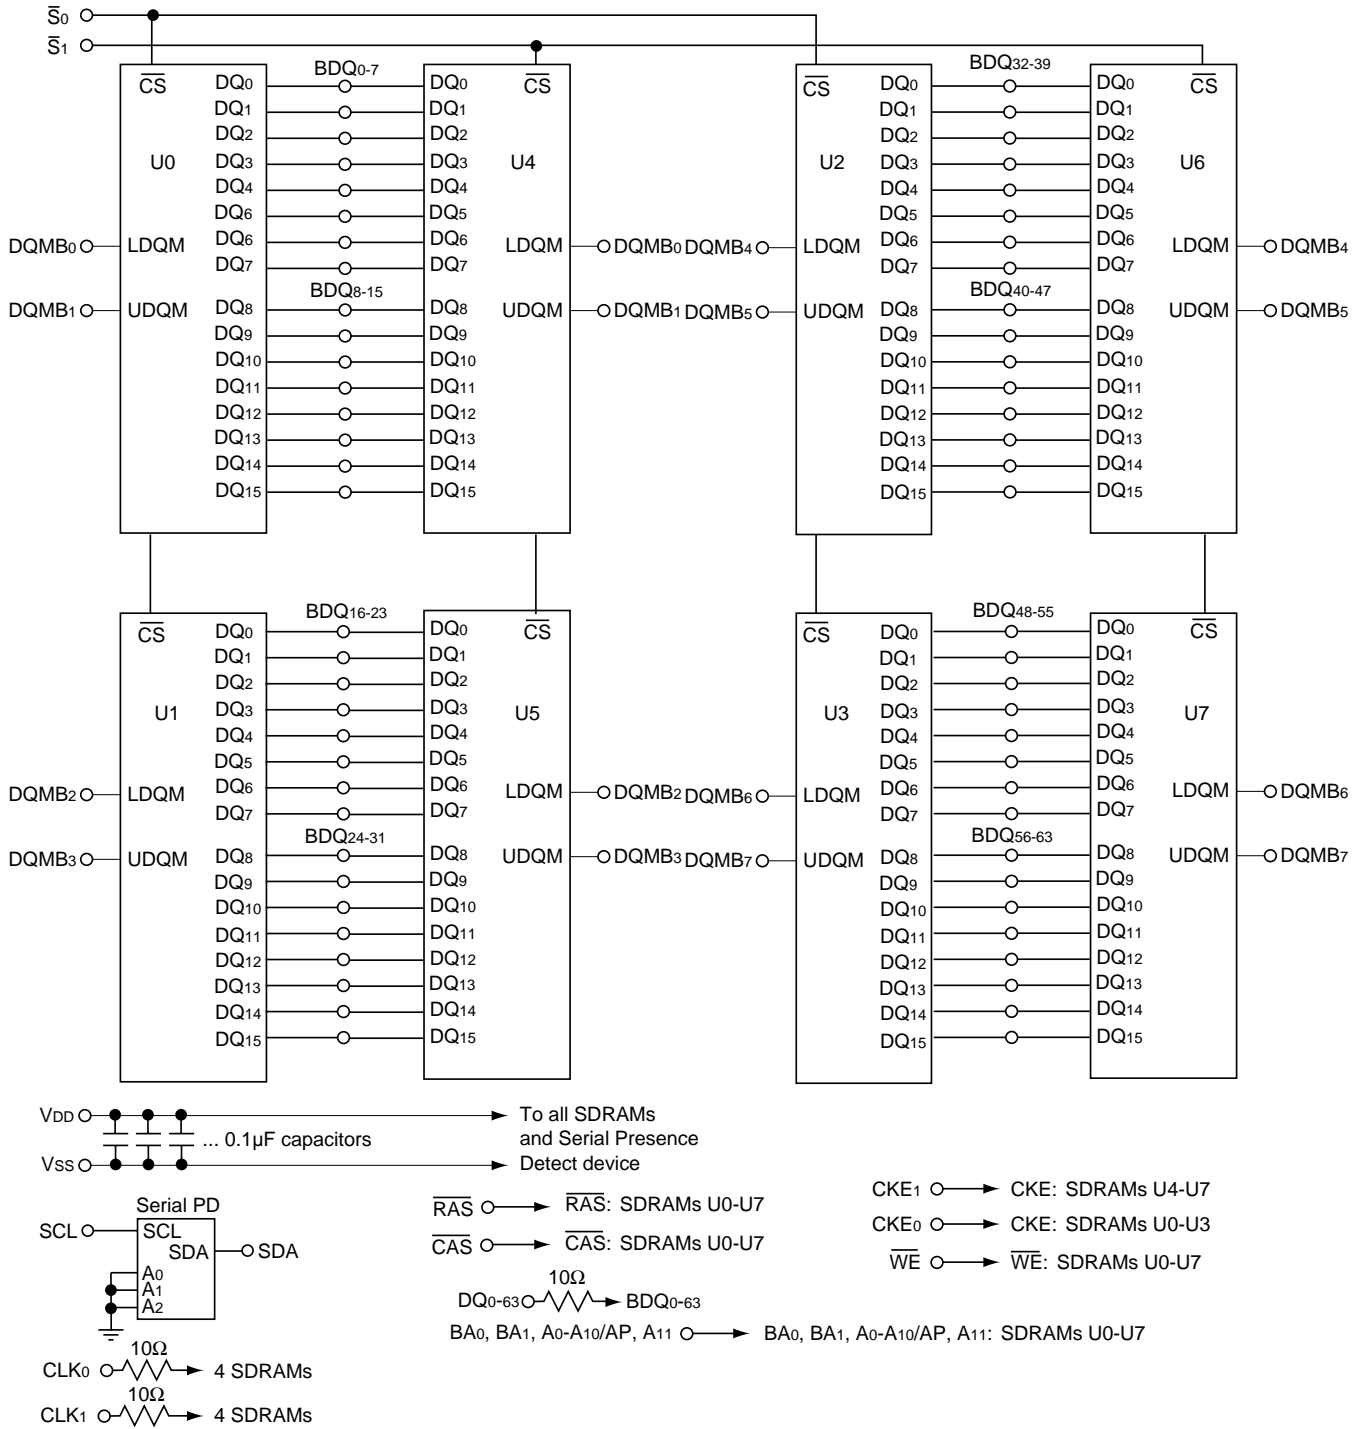 S0
S1
BDQ0-7
BDQ32-39
CS DQ0 DQ0 CS CS DQ0 DQ0 CS
DQ1 DQ1 DQ1 DQ1
DQ2 DQ2 DQ2 DQ2
U0 DQ3 DQ3 U4 U2 DQ3 DQ3 U6
DQ4 DQ4 DQ4 DQ4
DQ6 DQ5 DQ5 DQ5
DQMB0 LDQM DQ6 DQ6 LDQM DQMB0 DQMB4 LDQM DQ6 DQ6 LDQM DQMB4
DQ7 DQ7 DQ7 DQ7
BDQ8-15 BDQ40-47
DQMB1 UDQM DQ8 DQ8 UDQM DQMB1 DQMB5 UDQM DQ8 DQ8 UDQM DQMB5
DQ9 DQ9 DQ9 DQ9
DQ10 DQ10 DQ10 DQ10
DQ11 DQ11 DQ11 DQ11
DQ12 DQ12 DQ12 DQ12
DQ13 DQ13 DQ13 DQ13
DQ14 DQ14 DQ14 DQ14
DQ15 DQ15 DQ15 DQ15
BDQ16-23 BDQ48-55
CS DQ0 DQ0 CS CS DQ0 DQ0 CS
DQ1 DQ1 DQ1 DQ1
DQ2 DQ2 DQ2 DQ2
U1 DQ3 DQ3 U5 U3 DQ3 DQ3 U7
DQ4 DQ4 DQ4 DQ4
DQ5 DQ5 DQ5 DQ5
DQMB2 LDQM DQ6 DQ6 LDQM DQMB2 DQMB6 LDQM DQ6 DQ6 LDQM DQMB6
DQ7 DQ7 DQ7 DQ7
BDQ24-31 BDQ56-63
DQMB3 UDQM DQ8 DQ8 UDQM DQMB3 DQMB7 UDQM DQ8 DQ8 UDQM DQMB7
DQ9 DQ9 DQ9 DQ9
DQ10 DQ10 DQ10 DQ10
DQ11 DQ11 DQ11 DQ11
DQ12 DQ12 DQ12 DQ12
DQ13 DQ13 DQ13 DQ13
DQ14 DQ14 DQ14 DQ14
DQ15 DQ15 DQ15 DQ15
VDD To all SDRAMs
... 0.1µF capacitors and Serial Presence
VSS Detect device
Serial PD
SCL SCL
SDA SDA
A0
A1
A2
10Ω
CLK0 4 SDRAMs
10Ω
CLK1 4 SDRAMs
RAS RAS: SDRAMs U0-U7
CAS CAS: SDRAMs U0-U7
10Ω
DQ0-63 BDQ0-63
BA0, BA1, A0-A10/AP, A11 BA0, BA1, A0-A10/AP, A11: SDRAMs U0-U7
CKE1 CKE: SDRAMs U4-U7
CKE0 CKE: SDRAMs U0-U3
WE WE: SDRAMs U0-U7